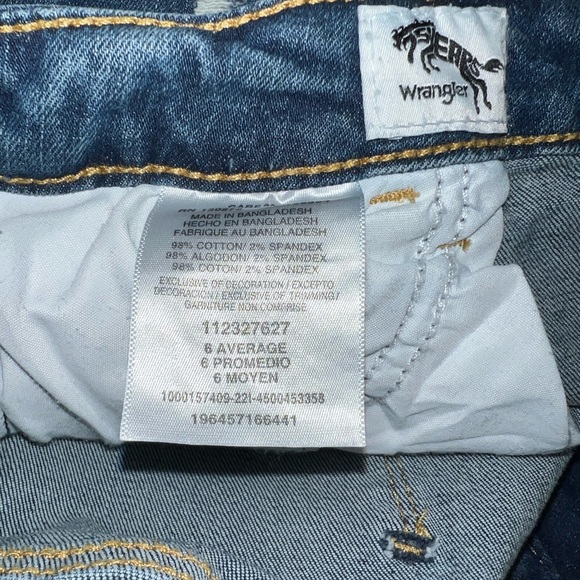 75 YEARS
Wrangler
MADE IN BANGLADESH
HECHO EN BANGLADESH
FABRIQUE AU BANGLADESH
98% COTTON/ 2% SPANDEX
98% ALGODON/ 2% SPANDEX
98% COTON/ 2% SPANDEX
EXCLUSIVE OF DECORATION / EXCEPTO
DECORACION / EXCLUSIVE OF TRIMMING /
GARNITURE NON COMPRISE
112327627
6 AVERAGE
6 PROMEDIO
6 MOYEN
1000157409-22I-4500453358
196457166441